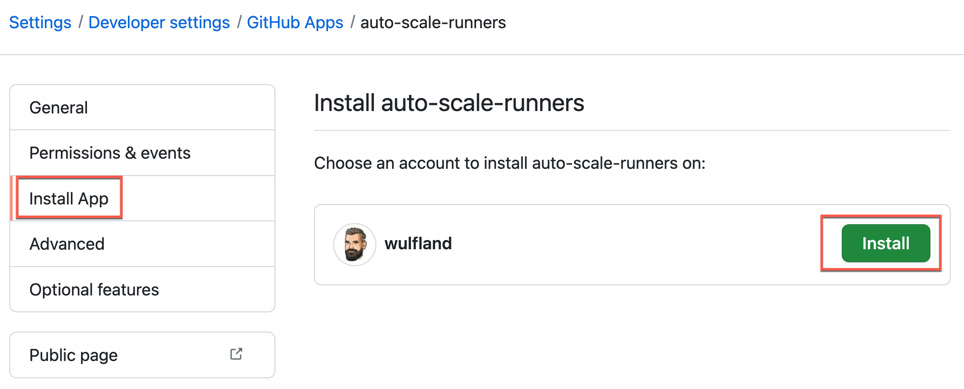 Settings / Developer settings / GitHub Apps / auto-scale-runners
General
Permissions & events
Install App
Advanced
Optional features
Public page
Install auto-scale-runners
Choose an account to install auto-scale-runners on:
wulfland
Install